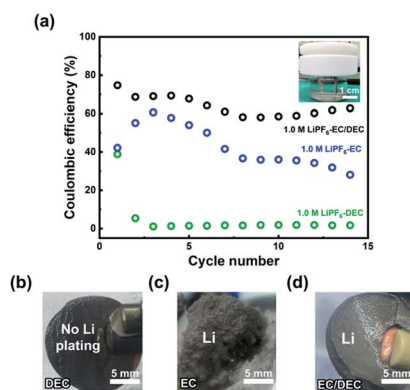 (a)
100
80
60
40
20
0
Coulombic efficiency (%)
1 cm
1.0 M LiPF₆-EC/DEC
1.0 M LiPF₆-EC
1.0 M LiPF₆-DEC
0 5 10 15
Cycle number
(b) (c) (d)
No Li
plating
DEC
5 mm
Li
EC
5 mm
Li
EC/DEC
5 mm